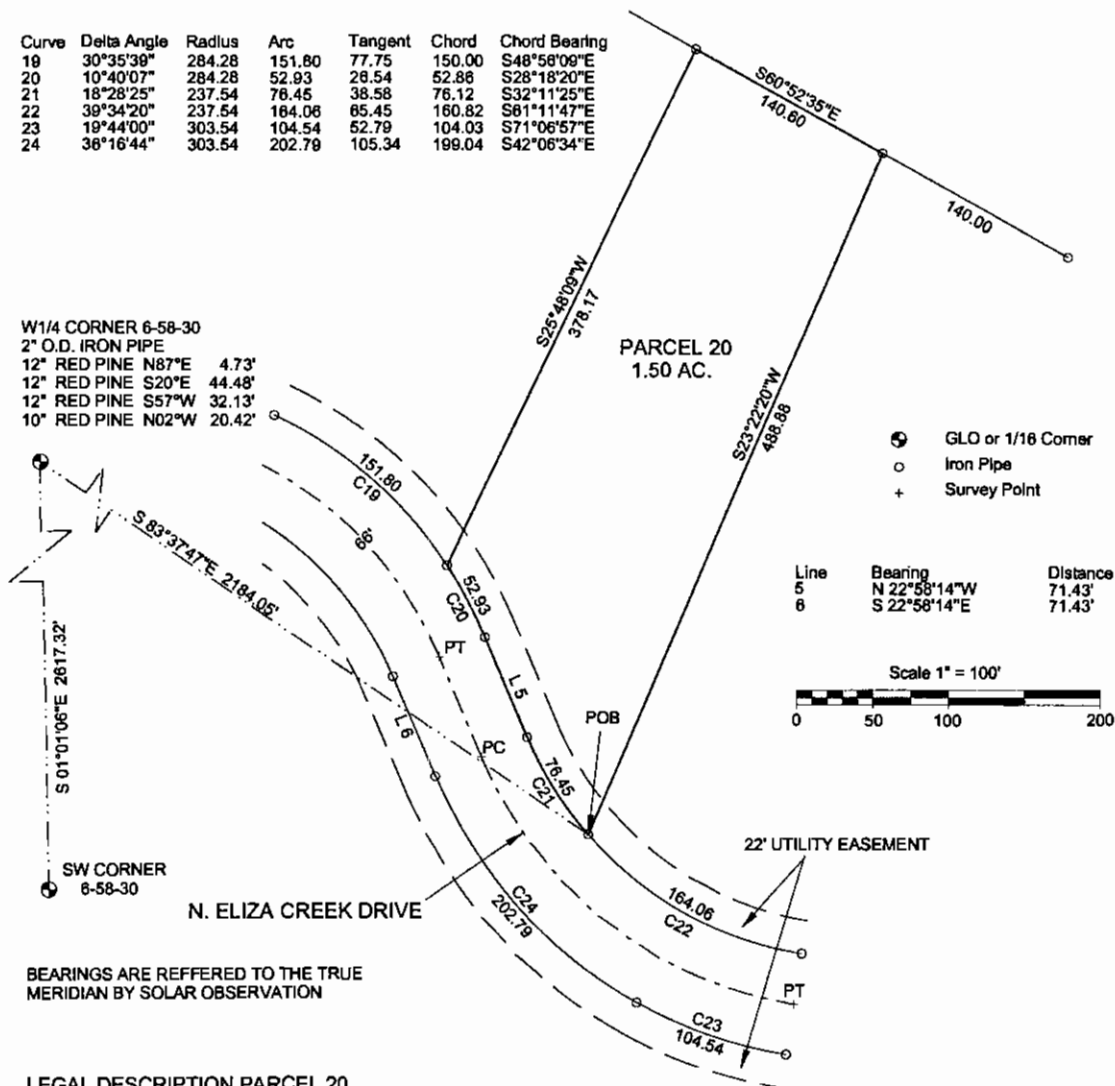 Curve Delta Angle Radius Arc Tangent Chord Chord Bearing
19 30°35'39" 284.28 151.80 77.75 150.00 S48°56'09"E
20 10°40'07" 284.28 52.93 26.54 52.86 S28°18'20"E
21 18°28'25" 237.54 76.45 38.58 76.12 S32°11'25"E
22 39°34'20" 237.54 164.06 65.45 160.82 S61°11'47"E
23 19°44'00" 303.54 104.54 52.79 104.03 S71°06'57"E
24 36°16'44" 303.54 202.79 105.34 199.04 S42°06'34"E
S60°52'35"E
140.60
140.00
S25°48'09"W
378.17
W1/4 CORNER 6-58-30
2" O.D. IRON PIPE
12" RED PINE N87°E 4.73'
12" RED PINE S20°E 44.48'
12" RED PINE S57°W 32.13'
10" RED PINE N02°W 20.42'
PARCEL 20
1.50 AC.
S23°22'20"W
488.88
GLO or 1/16 Corner
Iron Pipe
Survey Point
151.80
C19
66'
S 83°37'47"E 2184.05'
52.93
C20
PT
L 5
L 6
Line Bearing Distance
5 N 22°58'14"W 71.43'
6 S 22°58'14"E 71.43'
Scale 1" = 100'
0 50 100 200
POB
PC
76.45
C21
S 01°01'06"E 2617.32'
SW CORNER
6-58-30
22' UTILITY EASEMENT
N. ELIZA CREEK DRIVE
C24
202.79
164.06
C22
PT
C23
104.54
BEARINGS ARE REFFERED TO THE TRUE
MERIDIAN BY SOLAR OBSERVATION
LEGAL DESCRIPTION PARCEL 20